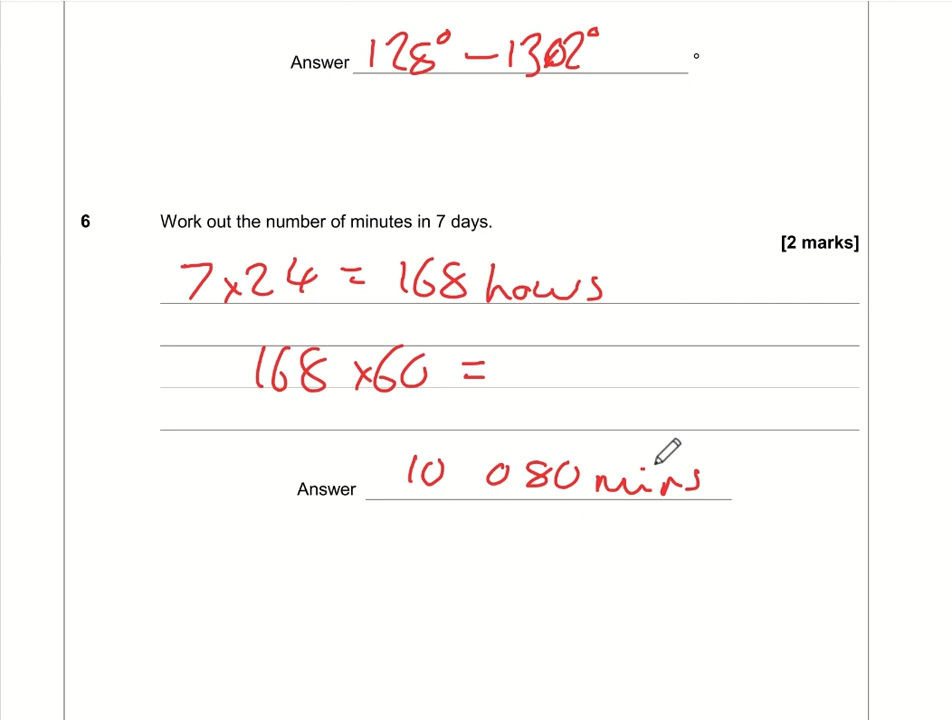 Answer 128° – 132° °
6 Work out the number of minutes in 7 days.
[2 marks]
7 x 24 = 168 hours
168 x 60 =
Answer 10 080 mins